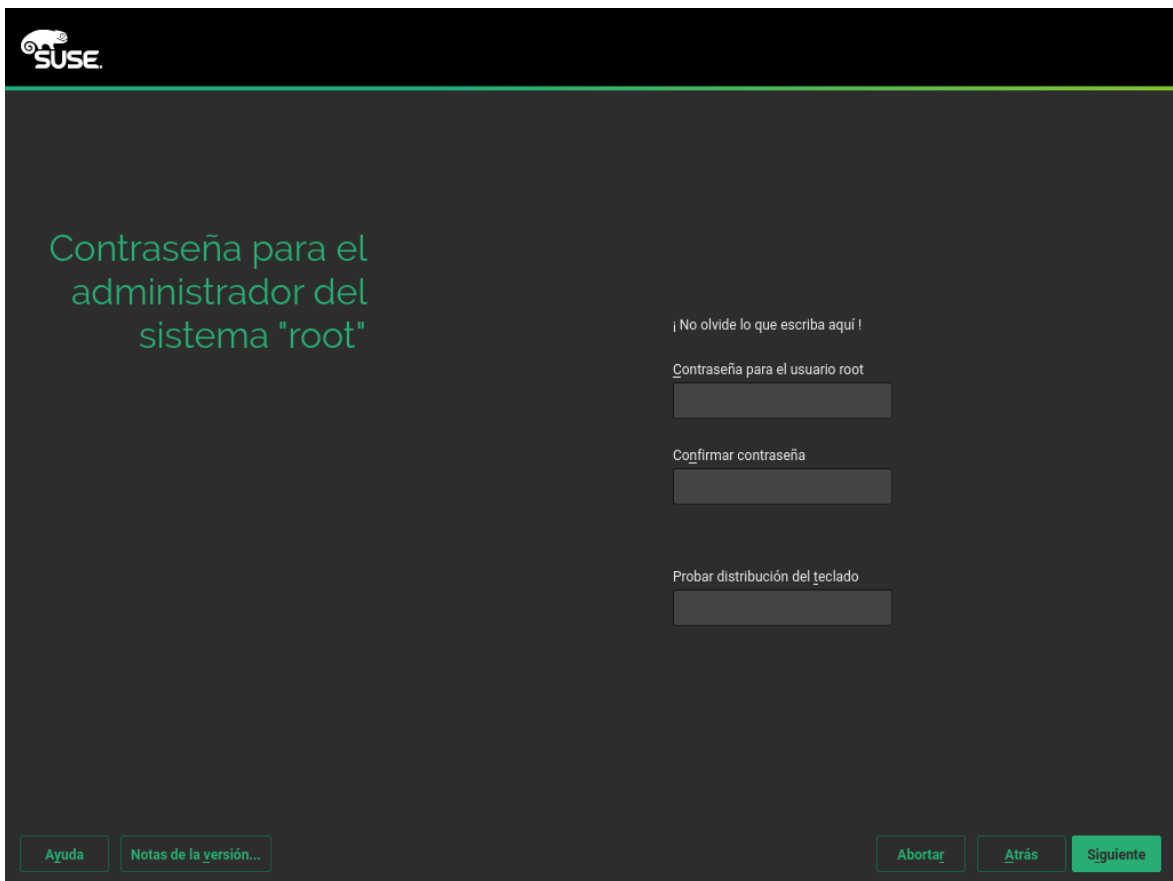 SUSE.
Contraseña para el
administrador del
sistema "root"
¡ No olvide lo que escriba aquí !
Contraseña para el usuario root
Confirmar contraseña
Probar distribución del teclado
Ayuda
Notas de la versión...
Abortar
Atrás
Siguiente